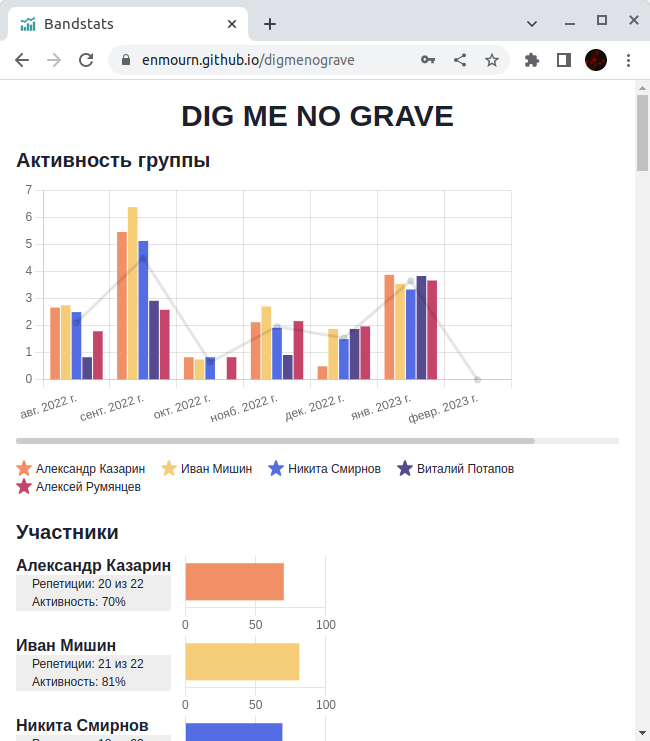 Bandstats
enmourn.github.io/digmenograve
DIG ME NO GRAVE
Активность группы
7
6
5
4
3
2
1
0
авг. 2022 г.
сент. 2022 г.
окт. 2022 г.
нояб. 2022 г.
дек. 2022 г.
янв. 2023 г.
февр. 2023 г.
Александр Казарин Иван Мишин Никита Смирнов Виталий Потапов
Алексей Румянцев
Участники
Александр Казарин
Репетиции: 20 из 22
Активность: 70%
0 50 100
Иван Мишин
Репетиции: 21 из 22
Активность: 81%
0 50 100
Никита Смирнов